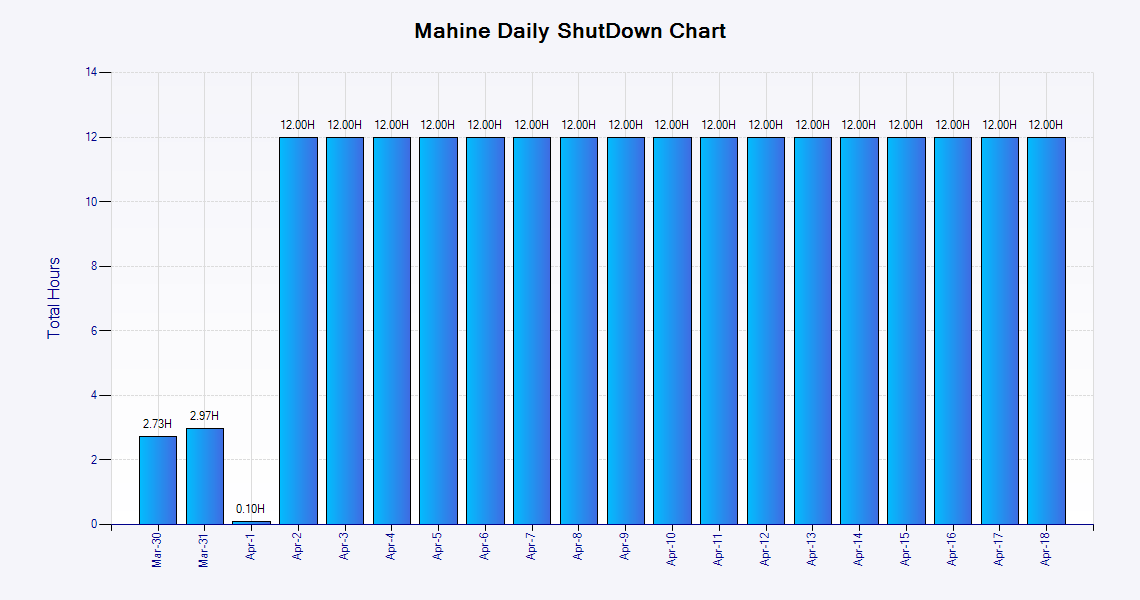 Mahine Daily ShutDown Chart
14
12.00H 12.00H 12.00H 12.00H 12.00H 12.00H 12.00H 12.00H 12.00H 12.00H 12.00H 12.00H 12.00H 12.00H 12.00H 12.00H 12.00H
12
10
8
Total Hours
6
4
2.73H 2.97H
2
0.10H
0
Mar-30 Mar-31 Apr-1 Apr-2 Apr-3 Apr-4 Apr-5 Apr-6 Apr-7 Apr-8 Apr-9 Apr-10 Apr-11 Apr-12 Apr-13 Apr-14 Apr-15 Apr-16 Apr-17 Apr-18